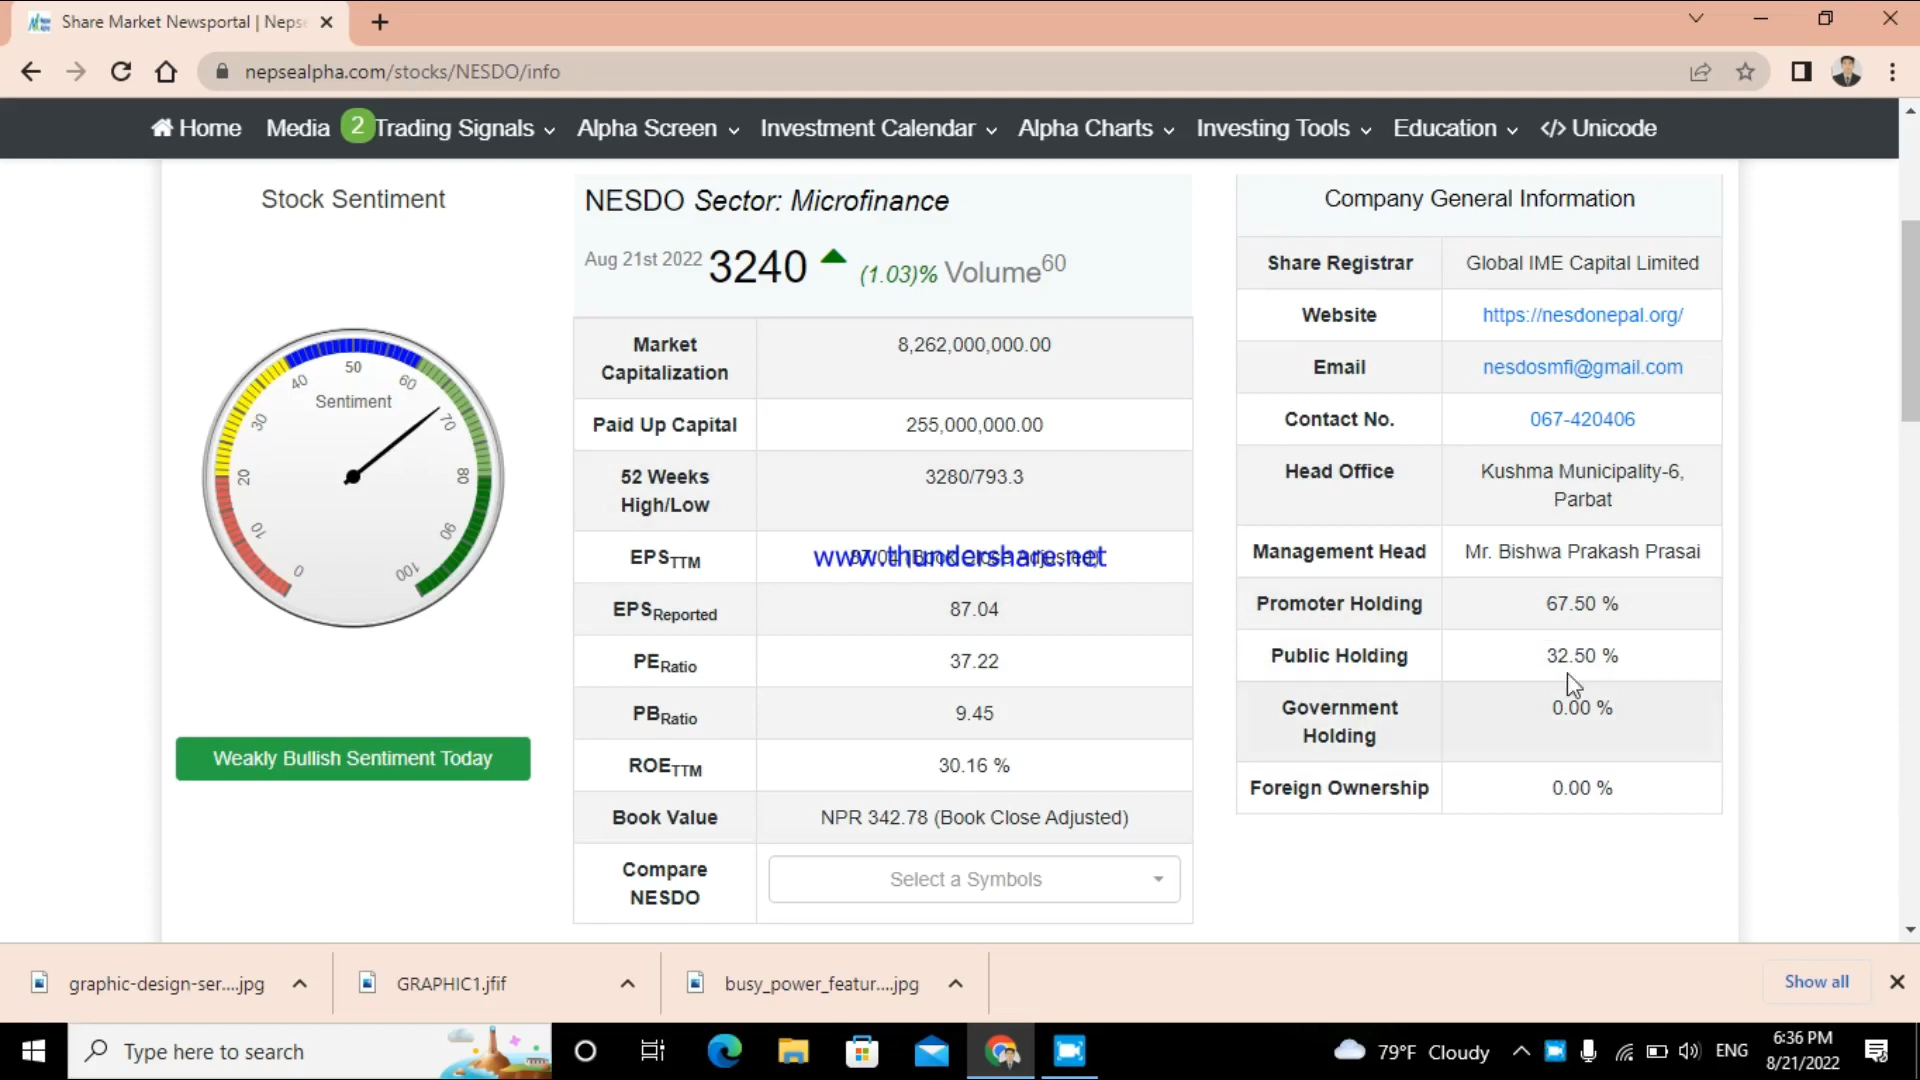 Share Market Newsportal | Neps
nepsealpha.com/stocks/NESDO/info
Home Media 2 Trading Signals Alpha Screen Investment Calendar Alpha Charts Investing Tools Education </> Unicode
Stock Sentiment
0
10
20
30
40
50
60
70
80
90
100
Sentiment
Weakly Bullish Sentiment Today
NESDO Sector: Microfinance
Aug 21st 2022 3240 (1.03)% Volume60
Market Capitalization 8,262,000,000.00
Paid Up Capital 255,000,000.00
52 Weeks High/Low 3280/793.3
EPSTTM
www.thundershare.net
EPSReported 87.04
PERatio 37.22
PBRatio 9.45
ROETTM 30.16 %
Book Value NPR 342.78 (Book Close Adjusted)
Compare NESDO Select a Symbols
Company General Information
Share Registrar Global IME Capital Limited
Website https://nesdonepal.org/
Email nesdosmfi@gmail.com
Contact No. 067-420406
Head Office Kushma Municipality-6, Parbat
Management Head Mr. Bishwa Prakash Prasai
Promoter Holding 67.50 %
Public Holding 32.50 %
Government Holding 0.00 %
Foreign Ownership 0.00 %
graphic-design-ser....jpg GRAPHIC1.jfif busy_power_featur....jpg Show all
Type here to search 79°F Cloudy ENG 6:36 PM
8/21/2022